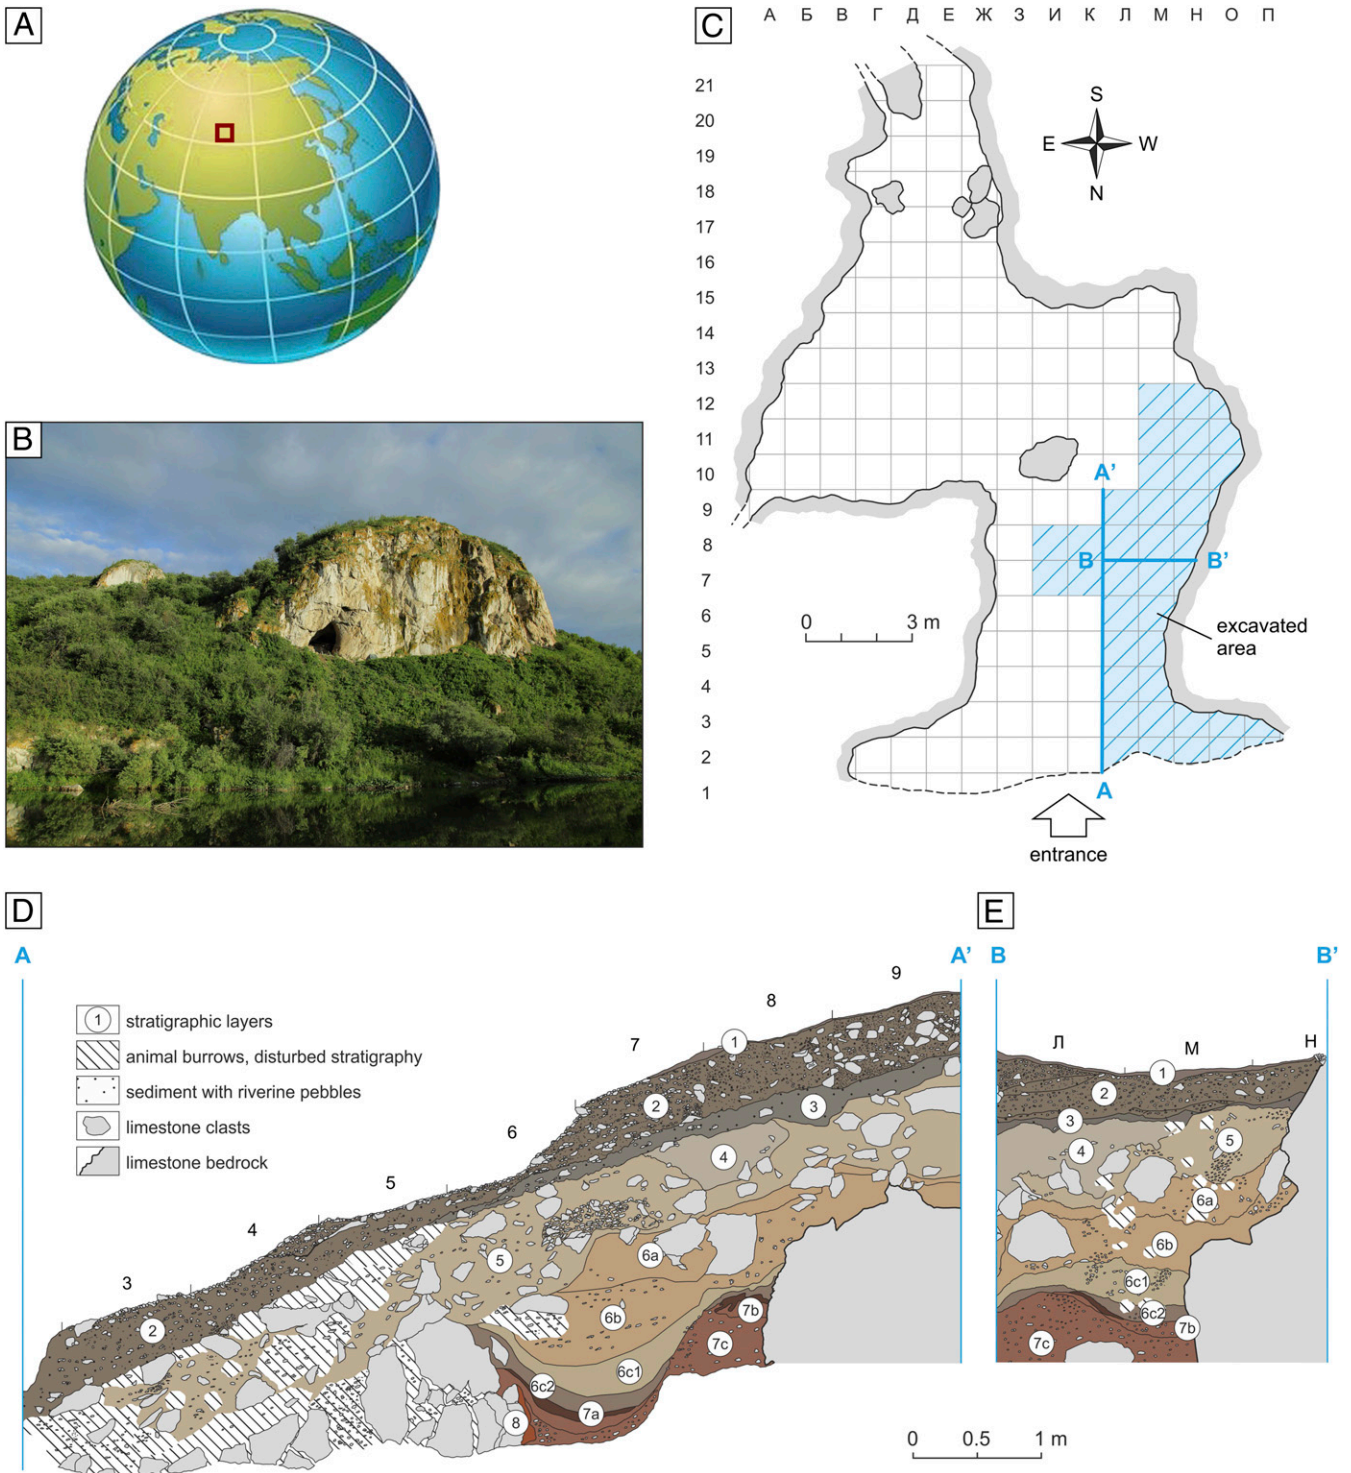 A
B
C
А Б В Г Д Е Ж З И К Л М Н О П
21
20
19
18
17
16
15
14
13
12
11
10
9
8
7
6
5
4
3
2
1
S
E W
N
A'
B B'
0 3 m
excavated
area
A
entrance
D
A A'
1 stratigraphic layers
animal burrows, disturbed stratigraphy
sediment with riverine pebbles
limestone clasts
limestone bedrock
3 4 5 6 7 8 9
1
2
3
4
5
6a
6b
7b
7c
6c1
6c2
7a
8
2
E
B B'
Л М Н
1
2
3
4
5
6a
6b
6c1
6c2
7b
7c
0 0.5 1 m